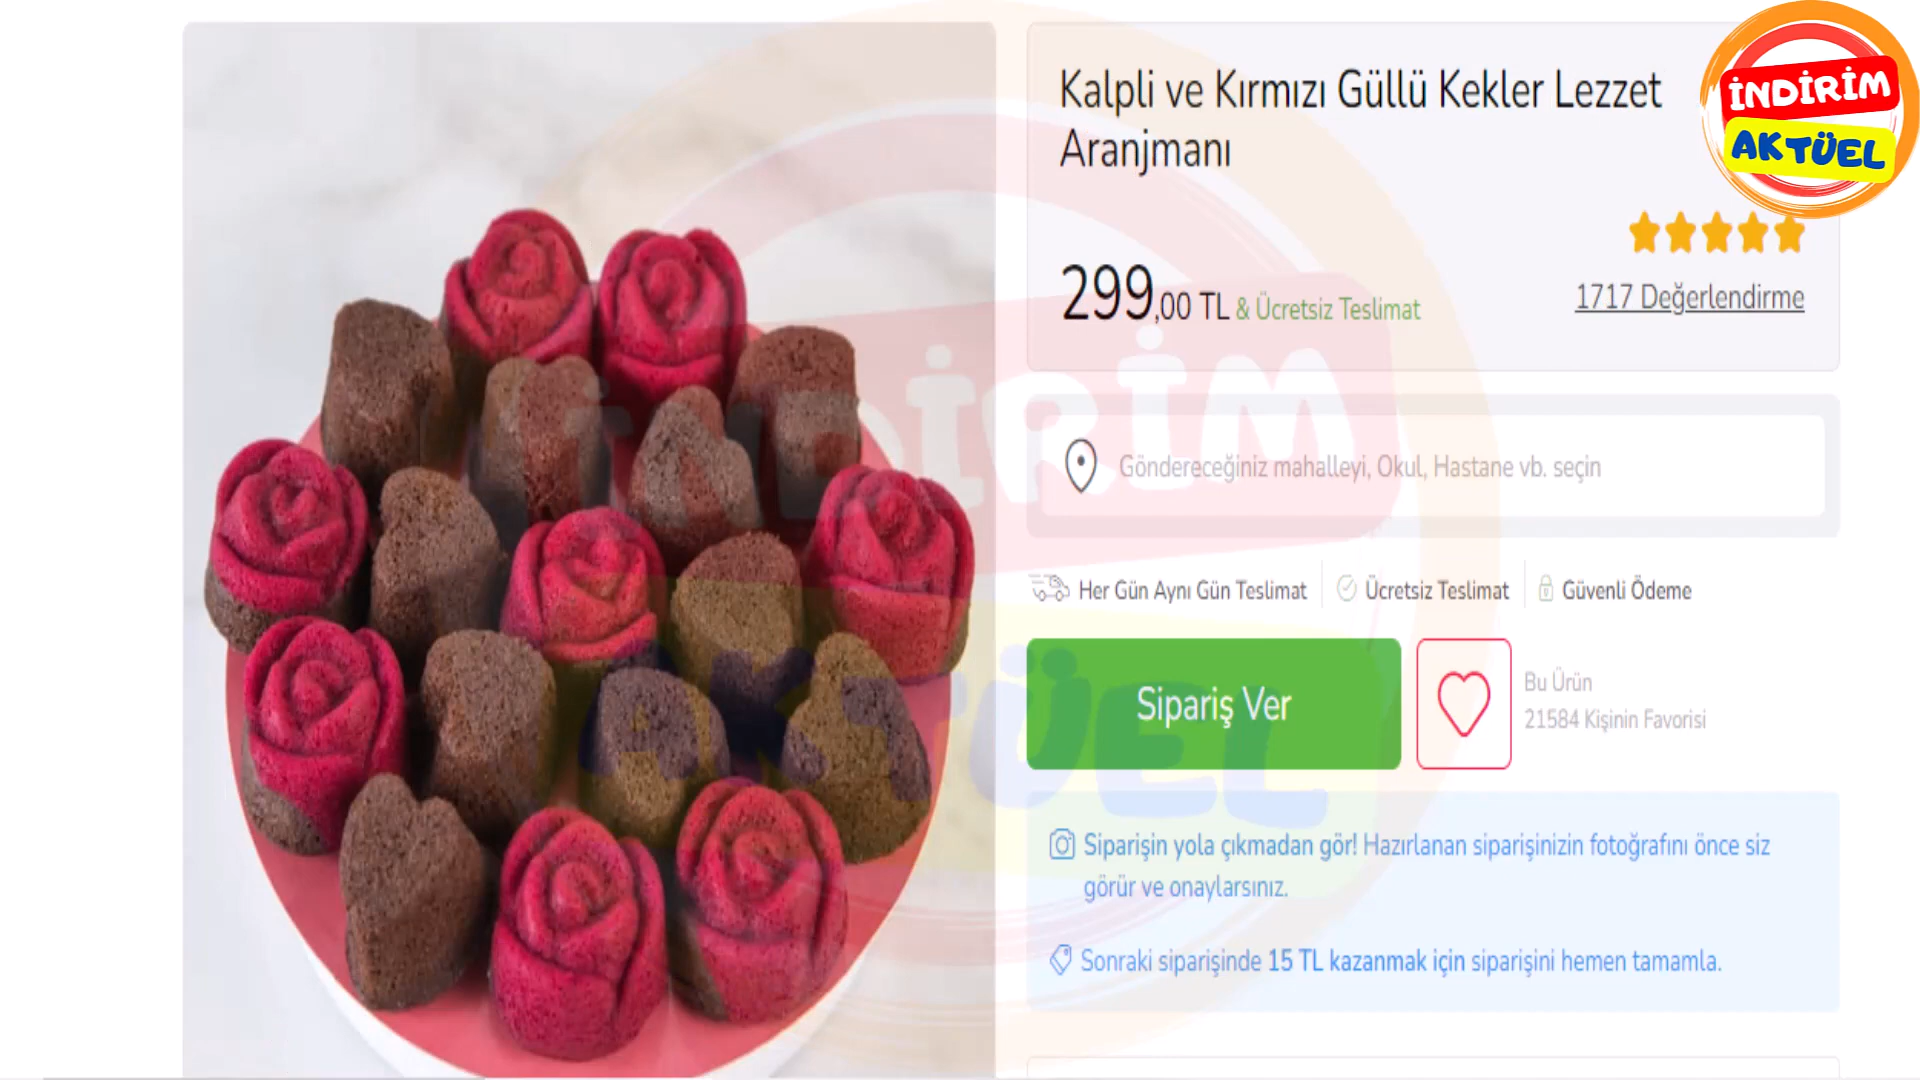 Kalpli ve Kırmızı Güllü Kekler Lezzet
Aranjmanı
İNDİRİM
AKTÜEL
299,00 TL & Ücretsiz Teslimat
1717 Değerlendirme
Göndereceğiniz mahalleyi, Okul, Hastane vb. seçin
Her Gün Aynı Gün Teslimat
Ücretsiz Teslimat
Güvenli Ödeme
Sipariş Ver
Bu Ürün
21584 Kişinin Favorisi
Siparişin yola çıkmadan gör! Hazırlanan siparişinizin fotoğrafını önce siz
görür ve onaylarsınız.
Sonraki siparişinde 15 TL kazanmak için siparişini hemen tamamla.
İNDİRİM
AKTÜEL